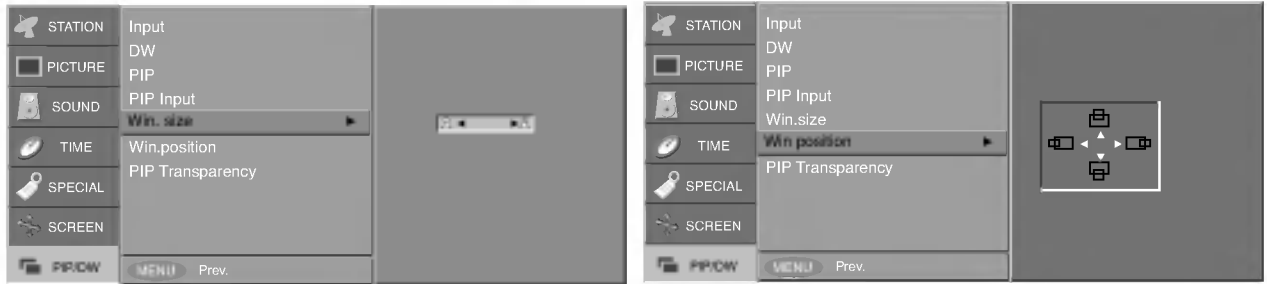 STATION
PICTURE
SOUND
TIME
SPECIAL
SCREEN
PIP/DW
Input
DW
PIP
PIP Input
Win. size
Win.position
PIP Transparency
MENU Prev.
STATION
PICTURE
SOUND
TIME
SPECIAL
SCREEN
PIP/DW
Input
DW
PIP
PIP Input
Win.size
Win position
PIP Transparency
MENU Prev.